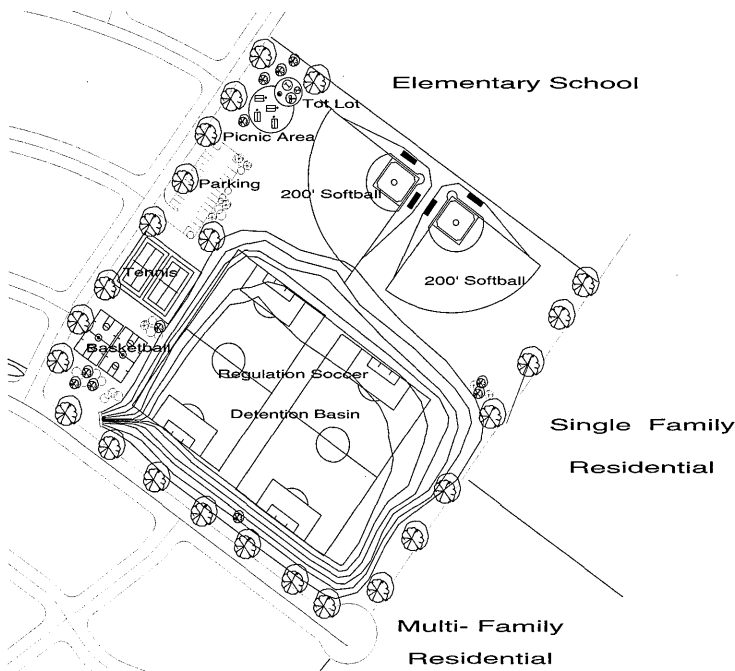 Elementary School
Tot Lot
Picnic Area
Parking
200' Softball
200' Softball
Tennis
Basketball
Regulation Soccer
Detention Basin
Single Family
Residential
Multi- Family
Residential